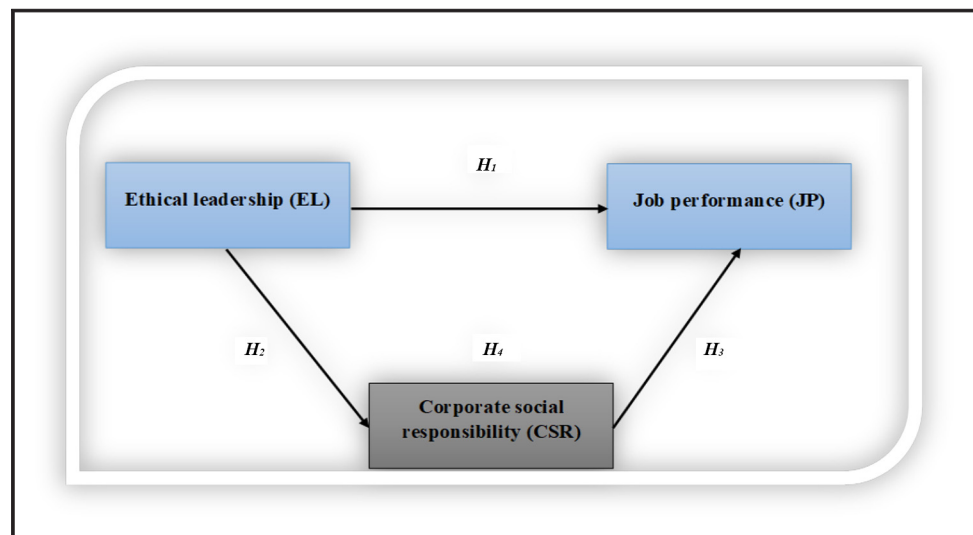 H₁
Ethical leadership (EL)
Job performance (JP)
H₂
H₄
H₃
Corporate social
responsibility (CSR)